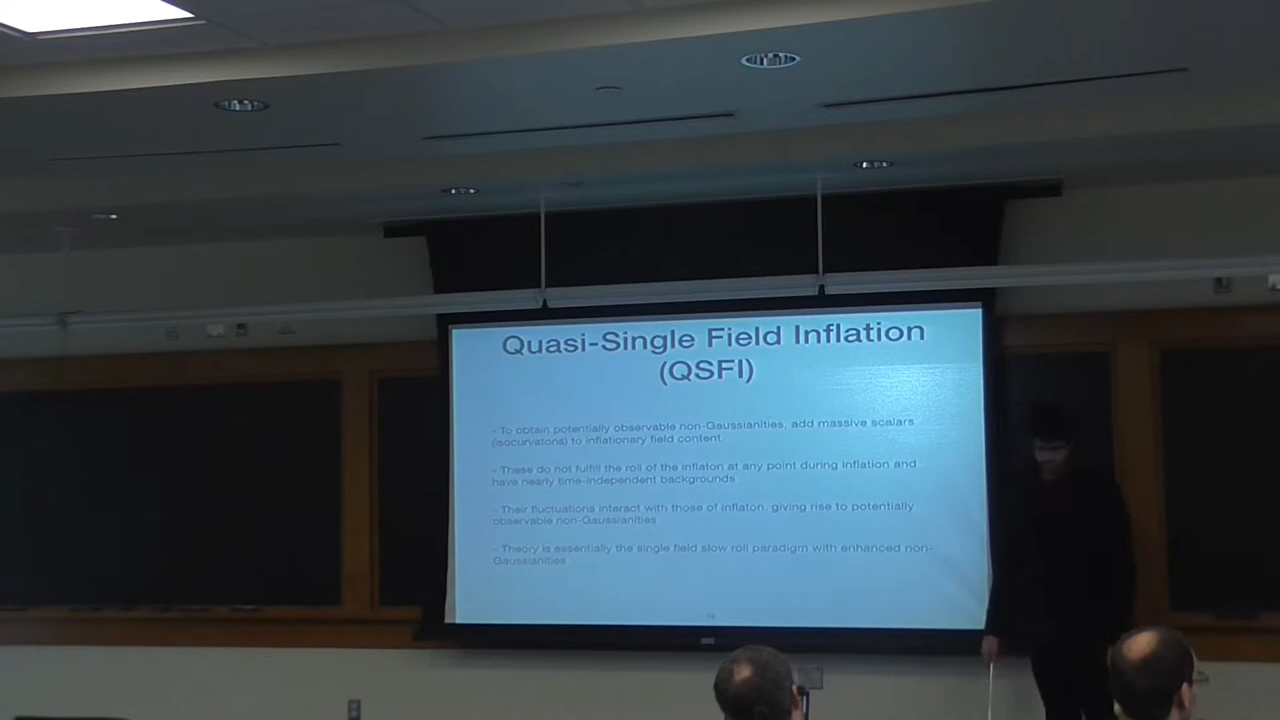 Quasi-Single Field Inflation
(QSFI)
- To obtain potentially observable non-Gaussianities, add massive scalars
(isocurvatons) to inflationary field content.
- These do not fulfill the roll of the inflaton at any point during inflation and
have nearly time-independent backgrounds
- Their fluctuations interact with those of inflaton, giving rise to potentially
observable non-Gaussianities
- Theory is essentially the single field slow roll paradigm with enhanced non-
Gaussianities